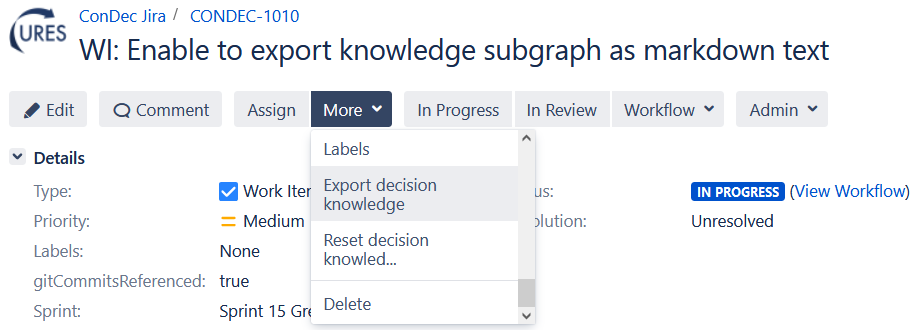 CURES
ConDec Jira / CONDEC-1010
WI: Enable to export knowledge subgraph as markdown text
Edit Comment Assign More In Progress In Review Workflow Admin
Details
Type: Work Iter us: IN PROGRESS (View Workflow)
Priority: Medium olution: Unresolved
Labels: None
gitCommitsReferenced: true
Sprint: Sprint 15 Gre
Labels
Export decision
knowledge
Reset decision
knowled...
Delete